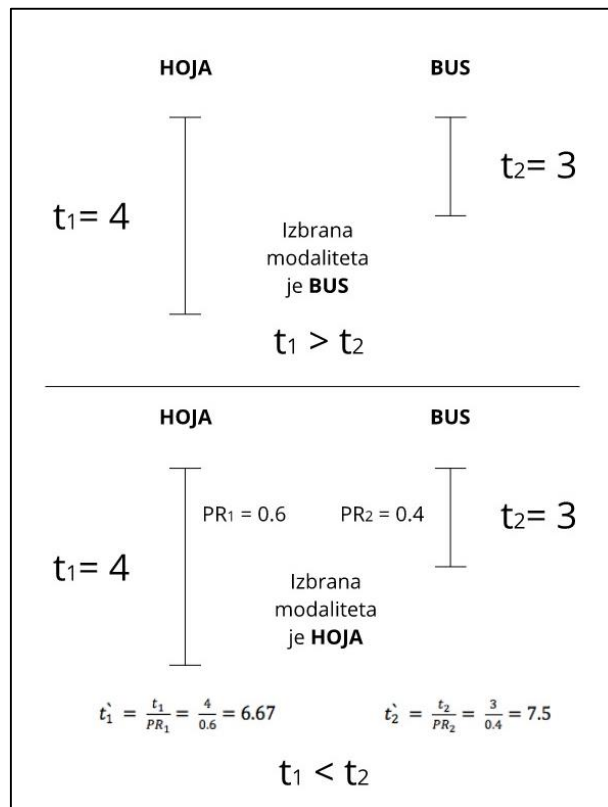 HOJA BUS
t₁= 4 t₂= 3
Izbrana
modaliteta
je BUS
t₁ > t₂
HOJA BUS
PR₁ = 0.6 PR₂ = 0.4 t₂= 3
t₁= 4
Izbrana
modaliteta
je HOJA
t₁` = t₁/PR₁ = 4/0.6 = 6.67 t₂` = t₂/PR₂ = 3/0.4 = 7.5
t₁ < t₂